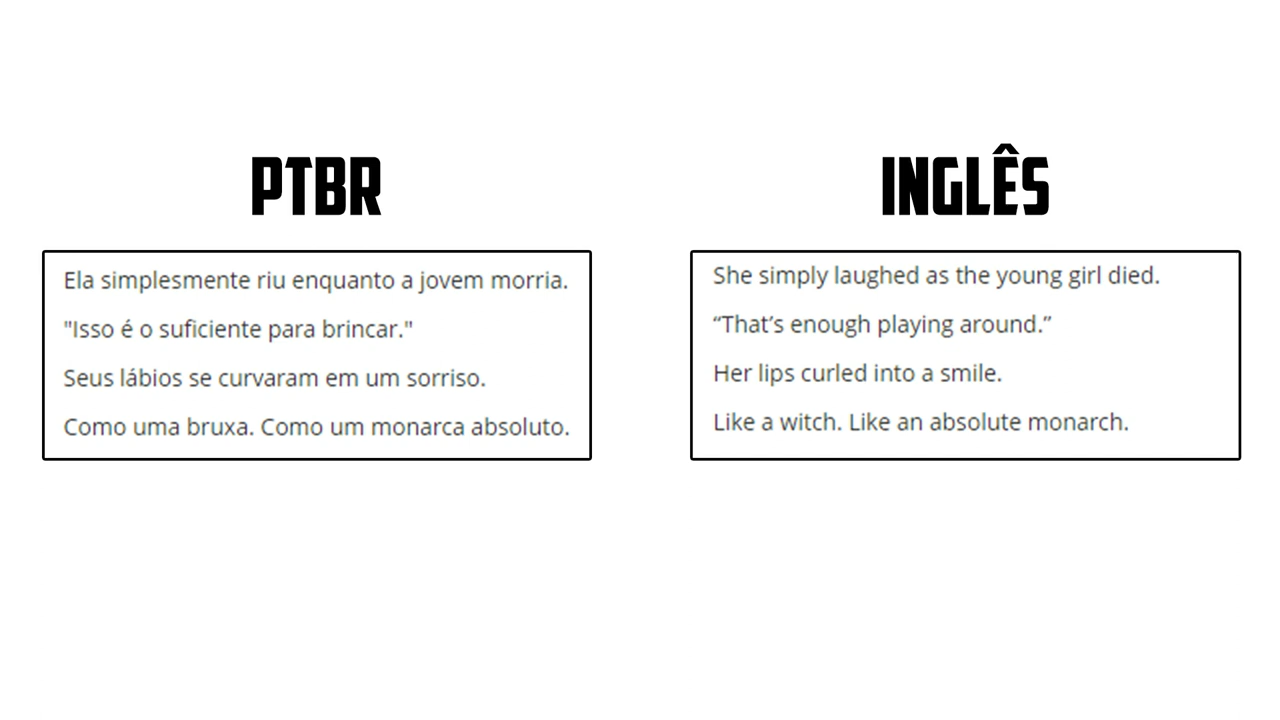 PTBR
Ela simplesmente riu enquanto a jovem morria.
"Isso é o suficiente para brincar."
Seus lábios se curvaram em um sorriso.
Como uma bruxa. Como um monarca absoluto.
INGLÊS
She simply laughed as the young girl died.
“That’s enough playing around.”
Her lips curled into a smile.
Like a witch. Like an absolute monarch.